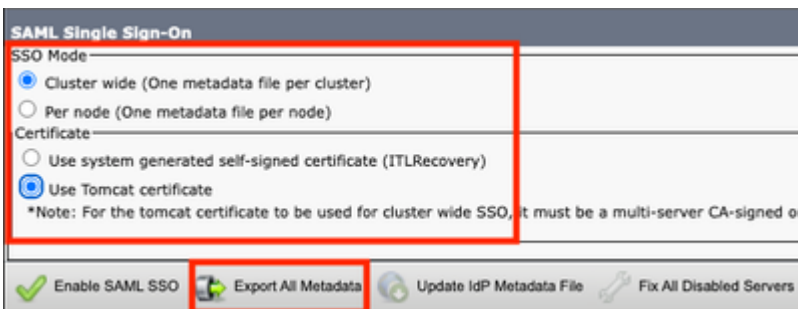 SAML Single Sign-On
SSO Mode
Cluster wide (One metadata file per cluster)
Per node (One metadata file per node)
Certificate
Use system generated self-signed certificate (ITLRecovery)
Use Tomcat certificate
*Note: For the tomcat certificate to be used for cluster wide SSO, it must be a multi-server CA-signed o
Enable SAML SSO Export All Metadata Update IdP Metadata File Fix All Disabled Servers